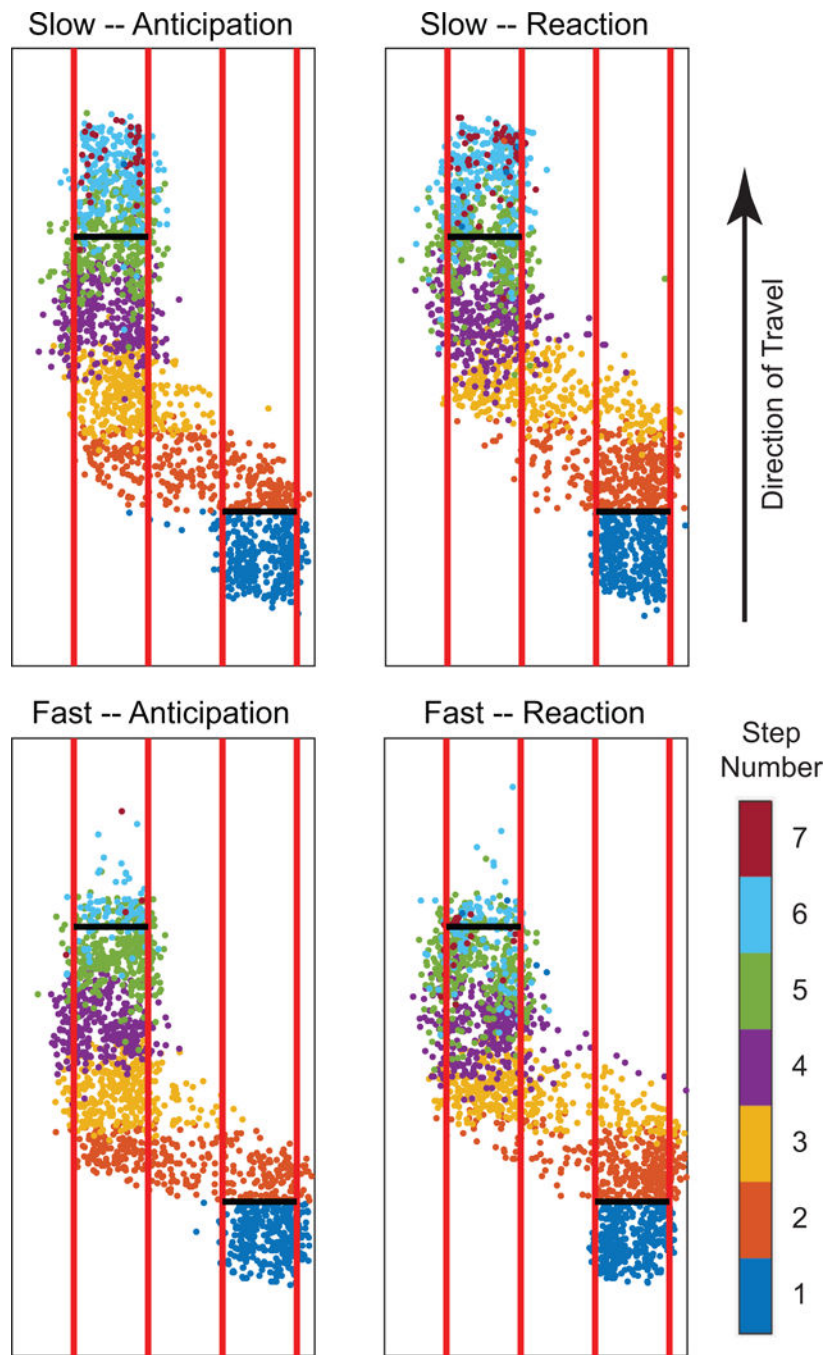 Slow -- Anticipation
Slow -- Reaction
Direction of Travel
Fast -- Anticipation
Fast -- Reaction
Step
Number
7
6
5
4
3
2
1